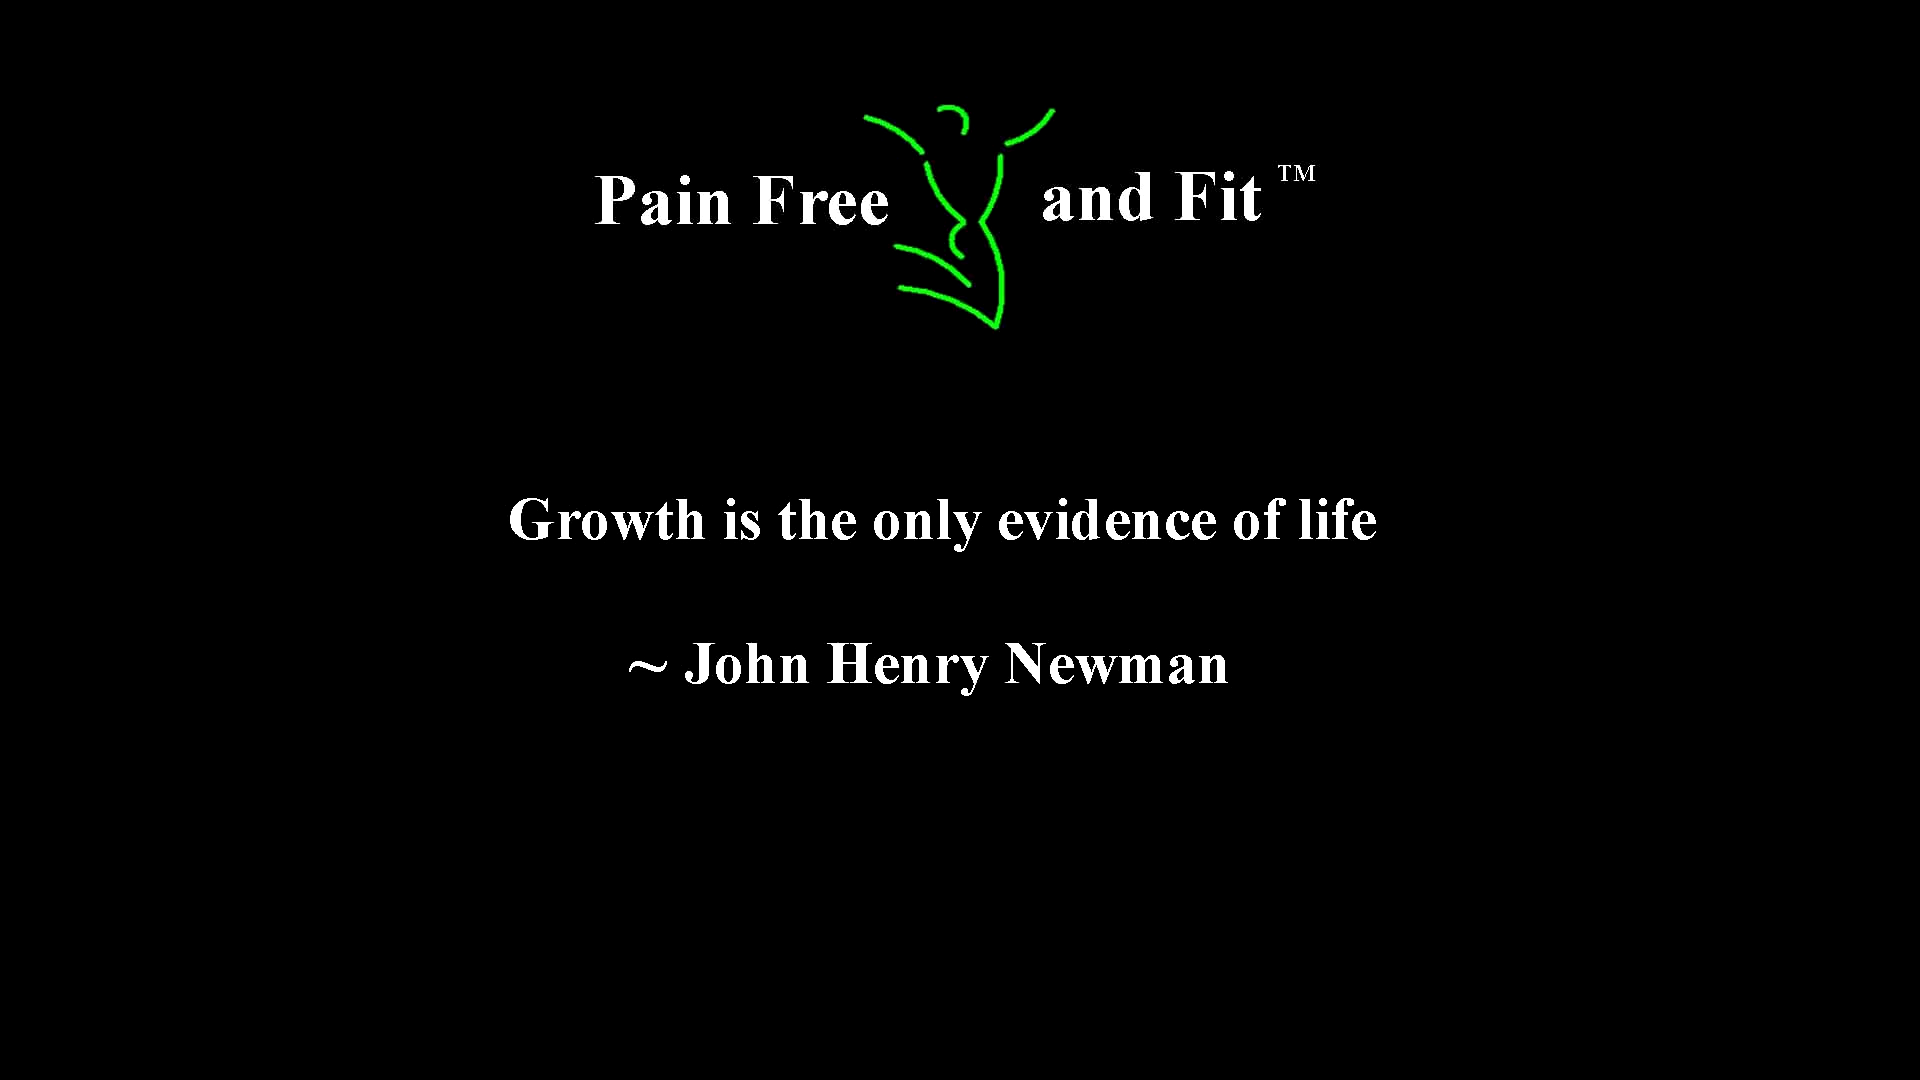 Pain Free and Fit ™
Growth is the only evidence of life
~ John Henry Newman